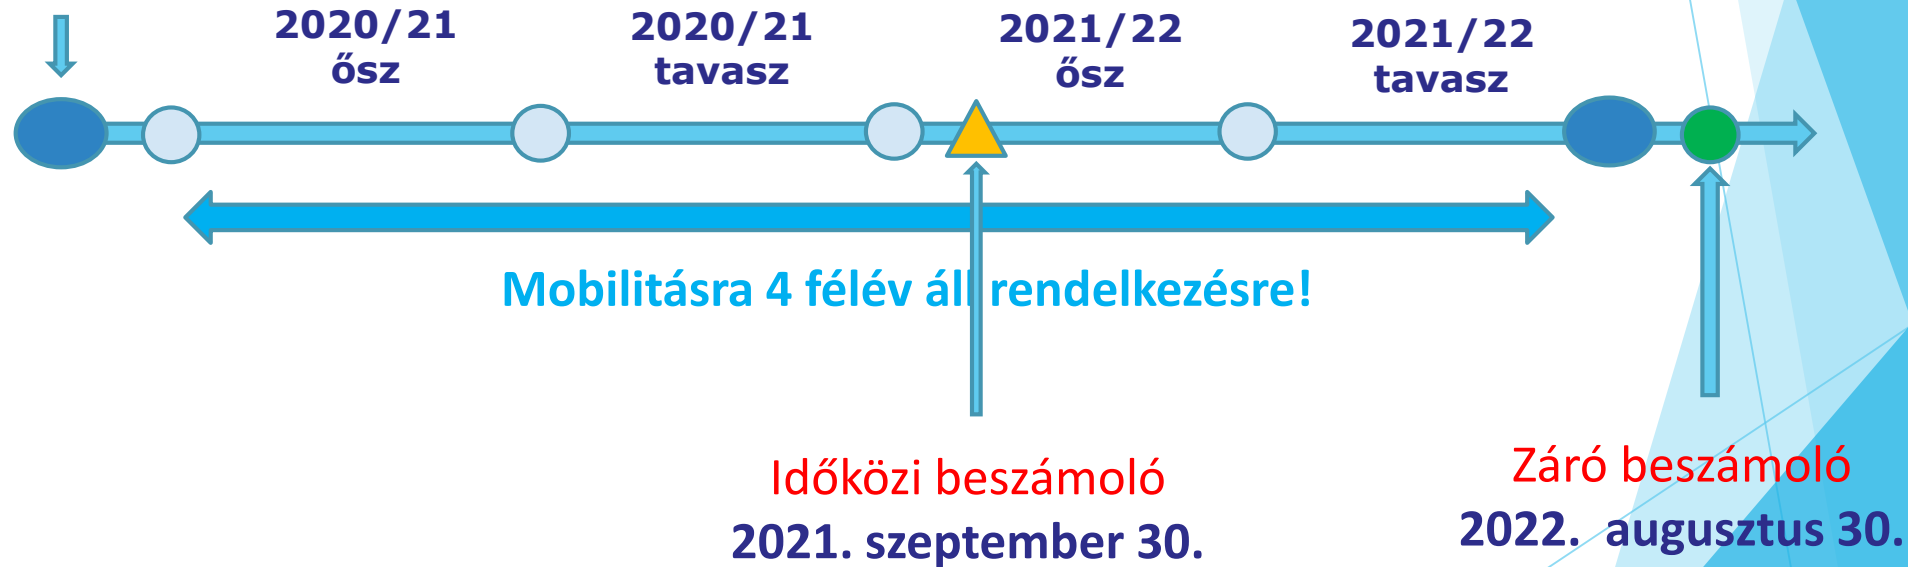 2020/21
ősz
2020/21
tavasz
2021/22
ősz
2021/22
tavasz
Mobilitásra 4 félév áll rendelkezésre!
Időközi beszámoló
2021. szeptember 30.
Záró beszámoló
2022. augusztus 30.